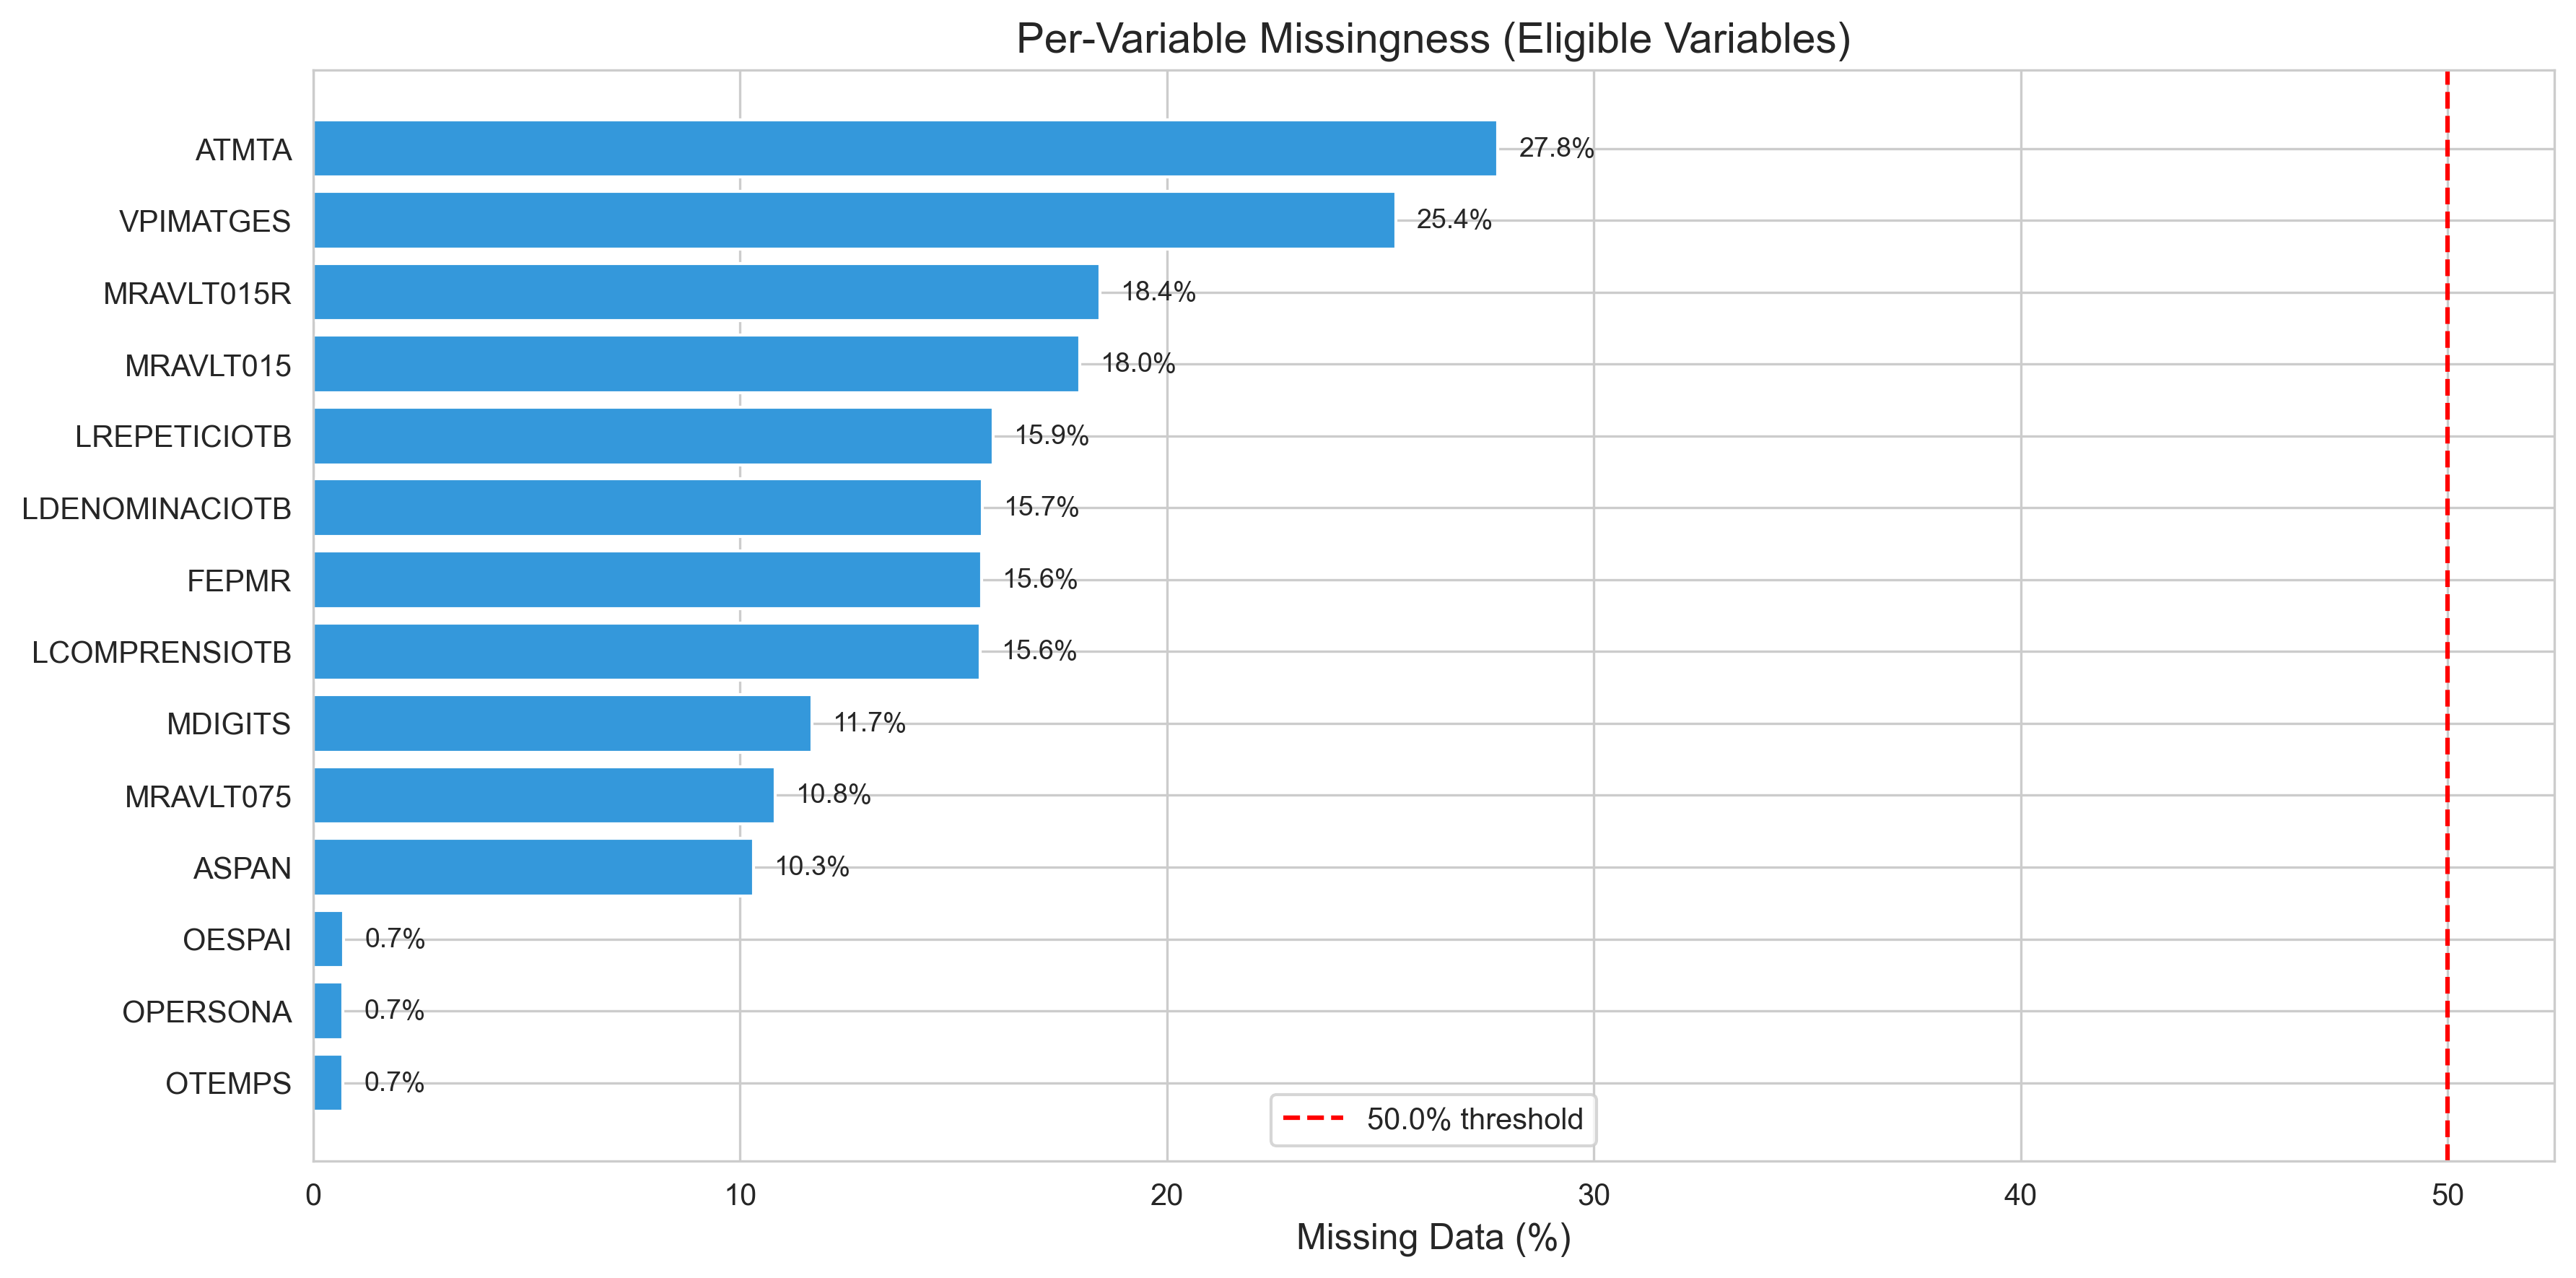 Per-Variable Missingness (Eligible Variables)
ATMTA 27.8%
VPIMATGES 25.4%
MRAVLT015R 18.4%
MRAVLT015 18.0%
LREPETICIOTB 15.9%
LDENOMINACIOTB 15.7%
FEPMR 15.6%
LCOMPRENSIOTB 15.6%
MDIGITS 11.7%
MRAVLT075 10.8%
ASPAN 10.3%
OESPAI 0.7%
OPERSONA 0.7%
OTEMPS 0.7%
50.0% threshold
0 10 20 30 40 50
Missing Data (%)